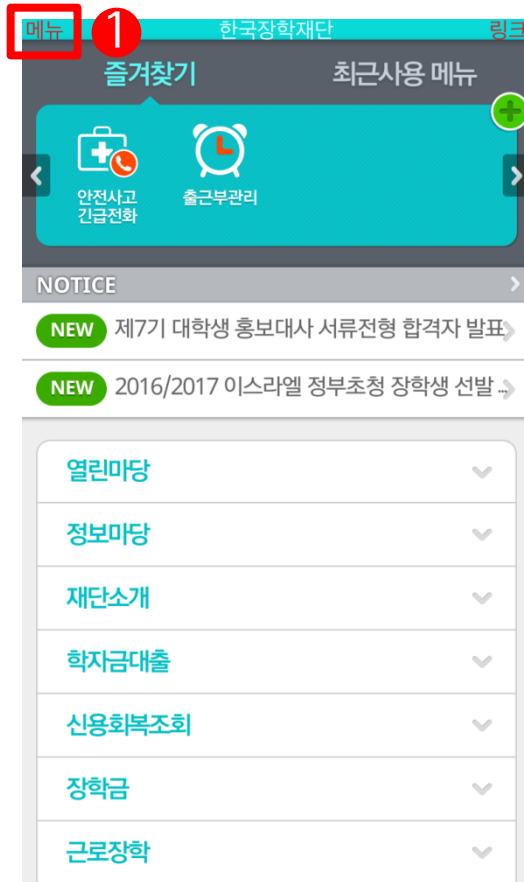 메뉴 1 한국장학재단 링크
즐겨찾기 최근사용 메뉴
안전사고
긴급전화
출근부관리
NOTICE
NEW 제7기 대학생 홍보대사 서류전형 합격자 발표
NEW 2016/2017 이스라엘 정부초청 장학생 선발 ..
열린마당
정보마당
재단소개
학자금대출
신용회복조회
장학금
근로장학